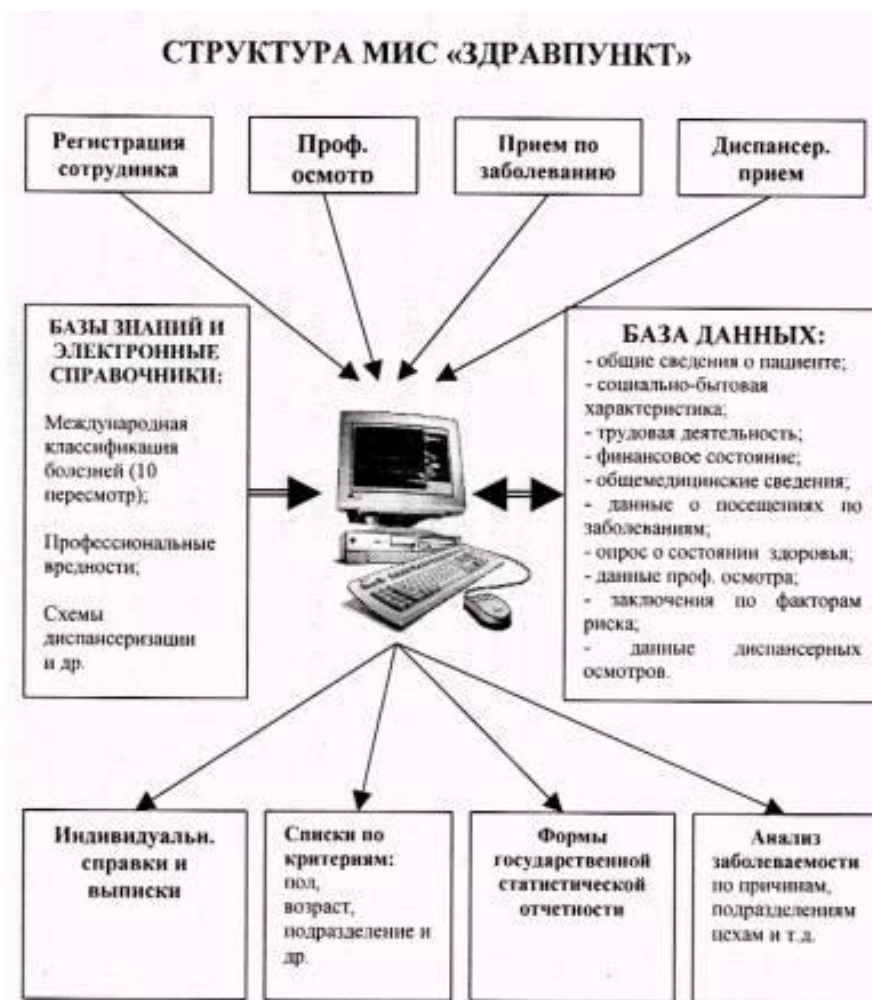 СТРУКТУРА МИС «ЗДРАВПУНКТ»
Регистрация
сотрудника
Проф.
осмотр
Прием по
заболеванию
Диспансер.
прием
БАЗЫ ЗНАНИЙ И
ЭЛЕКТРОННЫЕ
СПРАВОЧНИКИ:
Международная
классификация
болезней (10
пересмотр);
Профессиональные
вредности;
Схемы
диспансеризации
и др.
БАЗА ДАННЫХ:
- общие сведения о пациенте;
- социально-бытовая
характеристика;
- трудовая деятельность;
- финансовое состояние;
- общемедицинские сведения;
- данные о посещениях по
заболеваниям;
- опрос о состоянии здоровья;
- данные проф. осмотра;
- заключения по факторам
риска;
- данные диспансерных
осмотров.
Индивидуальн.
справки и
выписки
Списки по
критериям:
пол,
возраст,
подразделение и
др.
Формы
государственной
статистической
отчетности
Анализ
заболеваемости
по причинам,
подразделениям
цехам и т.д.